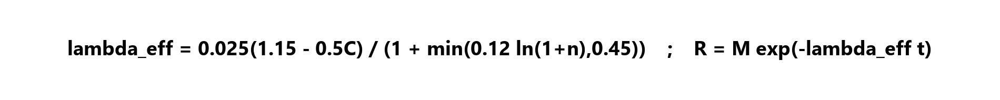 lambda_eff = 0.025(1.15 - 0.5C) / (1 + min(0.12 ln(1+n),0.45)) ; R = M exp(-lambda_eff t)